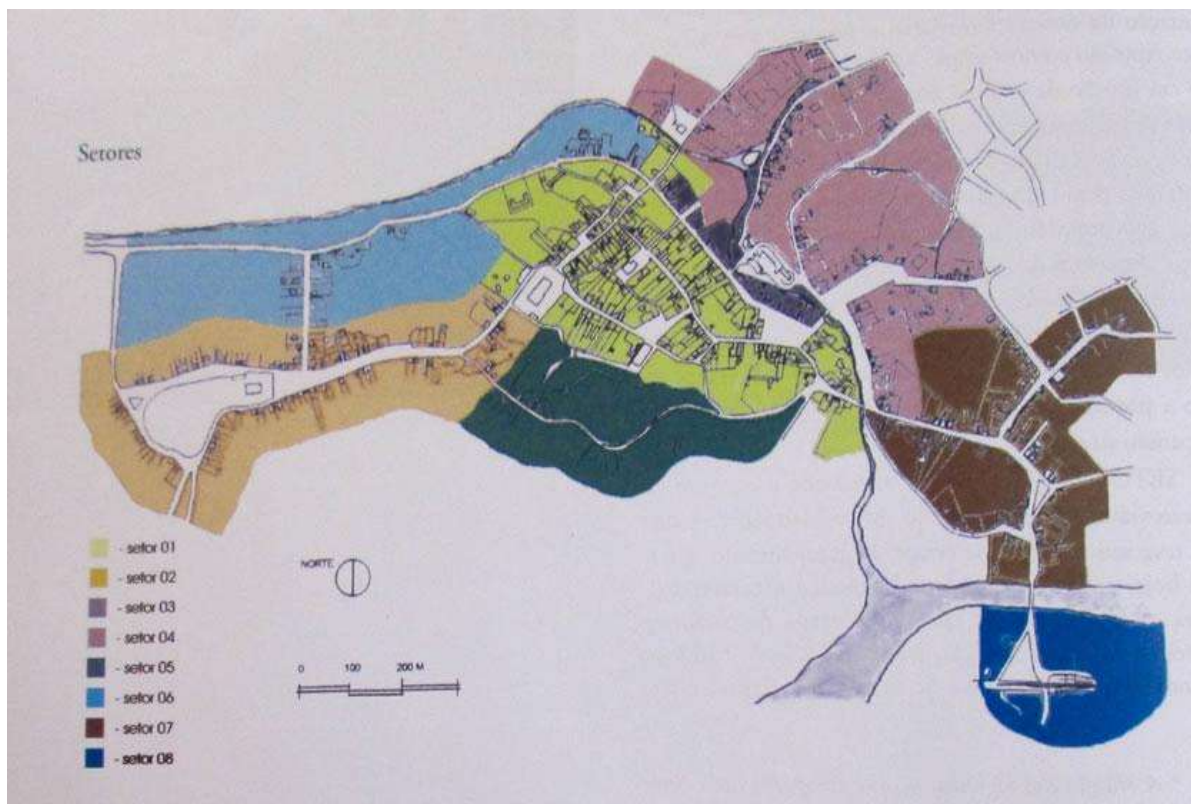 Setores
- setor 01
- setor 02
- setor 03
- setor 04
- setor 05
- setor 06
- setor 07
- setor 08
NORTE
0 100 200 M